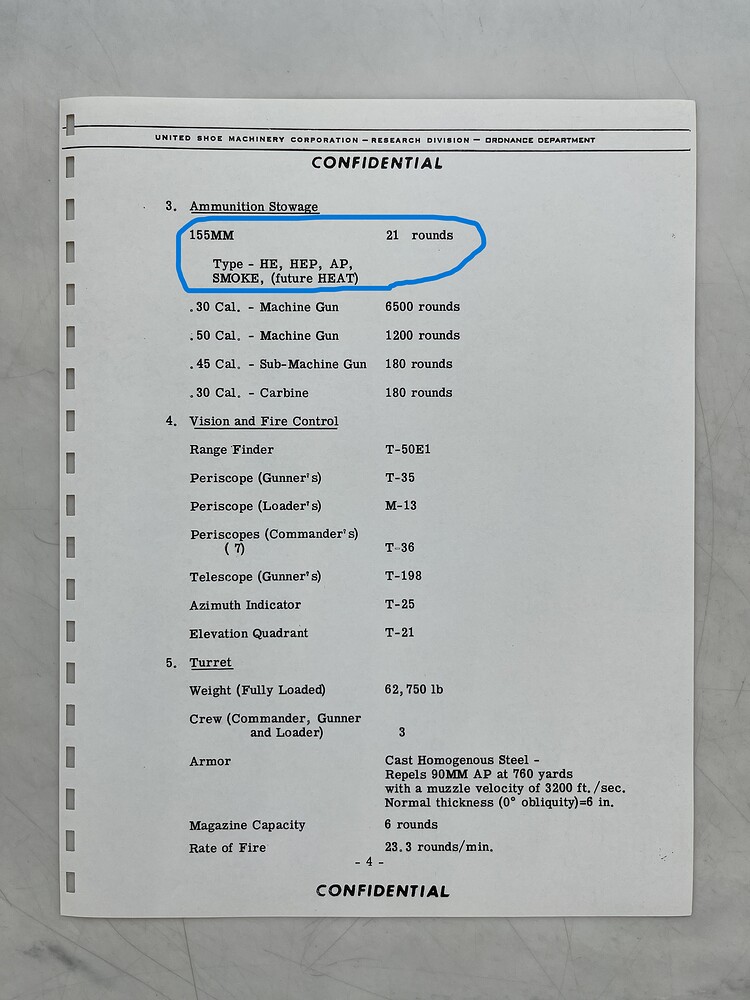 UNITED SHOE MACHINERY CORPORATION — RESEARCH DIVISION — ORDNANCE DEPARTMENT
CONFIDENTIAL
3. Ammunition Stowage
155MM 21 rounds
Type - HE, HEP, AP,
SMOKE, (future HEAT)
.30 Cal. - Machine Gun 6500 rounds
.50 Cal. - Machine Gun 1200 rounds
.45 Cal. - Sub-Machine Gun 180 rounds
.30 Cal. - Carbine 180 rounds
4. Vision and Fire Control
Range Finder T-50E1
Periscope (Gunner's) T-35
Periscope (Loader's) M-13
Periscopes (Commander's)
(7) T-36
Telescope (Gunner's) T-198
Azimuth Indicator T-25
Elevation Quadrant T-21
5. Turret
Weight (Fully Loaded) 62,750 lb
Crew (Commander, Gunner
and Loader) 3
Armor Cast Homogenous Steel -
Repels 90MM AP at 760 yards
with a muzzle velocity of 3200 ft./sec.
Normal thickness (0° obliquity)=6 in.
Magazine Capacity 6 rounds
Rate of Fire 23.3 rounds/min.
- 4 -
CONFIDENTIAL